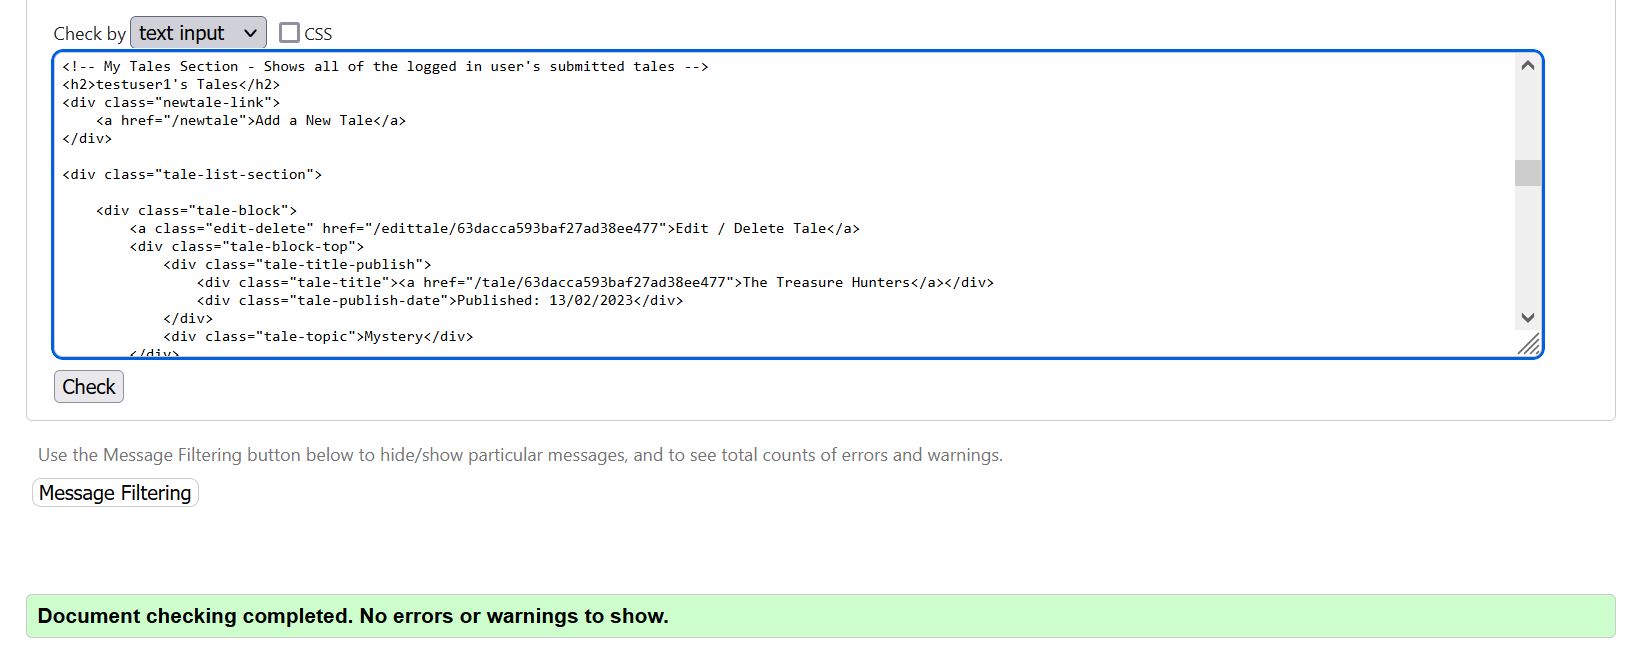 Check by text input CSS
<!-- My Tales Section - Shows all of the logged in user's submitted tales -->
<h2>testuser1's Tales</h2>
<div class="newtale-link">
    <a href="/newtale">Add a New Tale</a>
</div>

<div class="tale-list-section">

    <div class="tale-block">
        <a class="edit-delete" href="/edittale/63dacca593baf27ad38ee477">Edit / Delete Tale</a>
        <div class="tale-block-top">
            <div class="tale-title-publish">
                <div class="tale-title"><a href="/tale/63dacca593baf27ad38ee477">The Treasure Hunters</a></div>
                <div class="tale-publish-date">Published: 13/02/2023</div>
            </div>
            <div class="tale-topic">Mystery</div>
        </div>
Check
Use the Message Filtering button below to hide/show particular messages, and to see total counts of errors and warnings.
Message Filtering
Document checking completed. No errors or warnings to show.